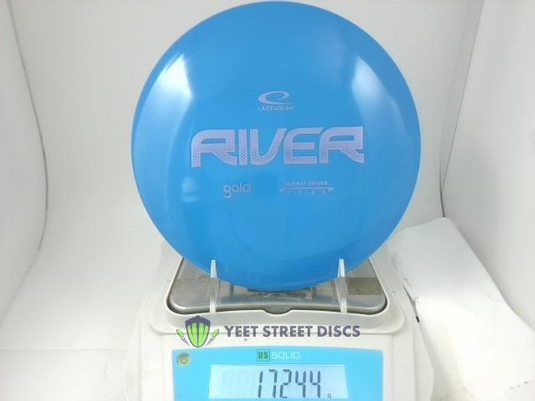 LATITUDE 64°
RIVER
gold
FAIRWAY DRIVER
YEET STREET DISCS
US SOLID
172.44 g